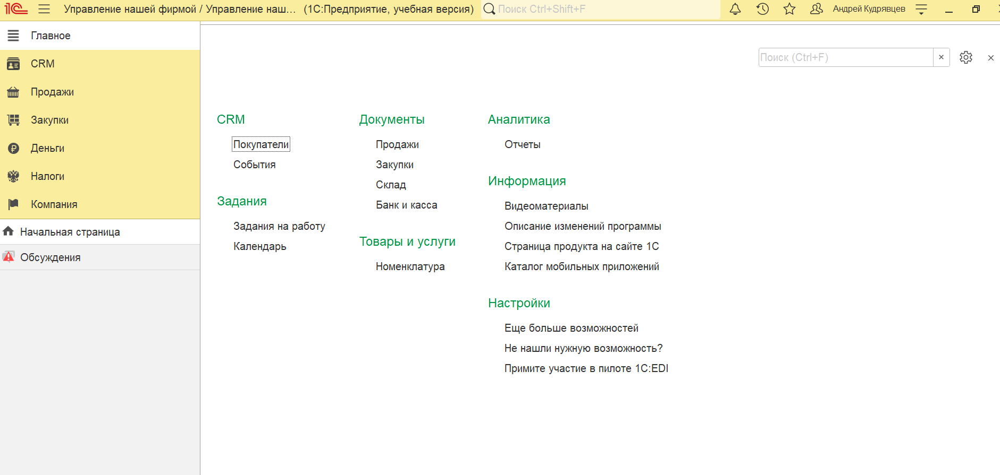 1С Управление нашей фирмой / Управление наш... (1С:Предприятие, учебная версия) Поиск Ctrl+Shift+F Андрей Кудрявцев
Главное
CRM
Продажи
Закупки
Деньги
Налоги
Компания
Начальная страница
Обсуждения
Поиск (Ctrl+F)
CRM
Покупатели
События
Задания
Задания на работу
Календарь
Документы
Продажи
Закупки
Склад
Банк и касса
Товары и услуги
Номенклатура
Аналитика
Отчеты
Информация
Видеоматериалы
Описание изменений программы
Страница продукта на сайте 1С
Каталог мобильных приложений
Настройки
Еще больше возможностей
Не нашли нужную возможность?
Примите участие в пилоте 1С:EDI